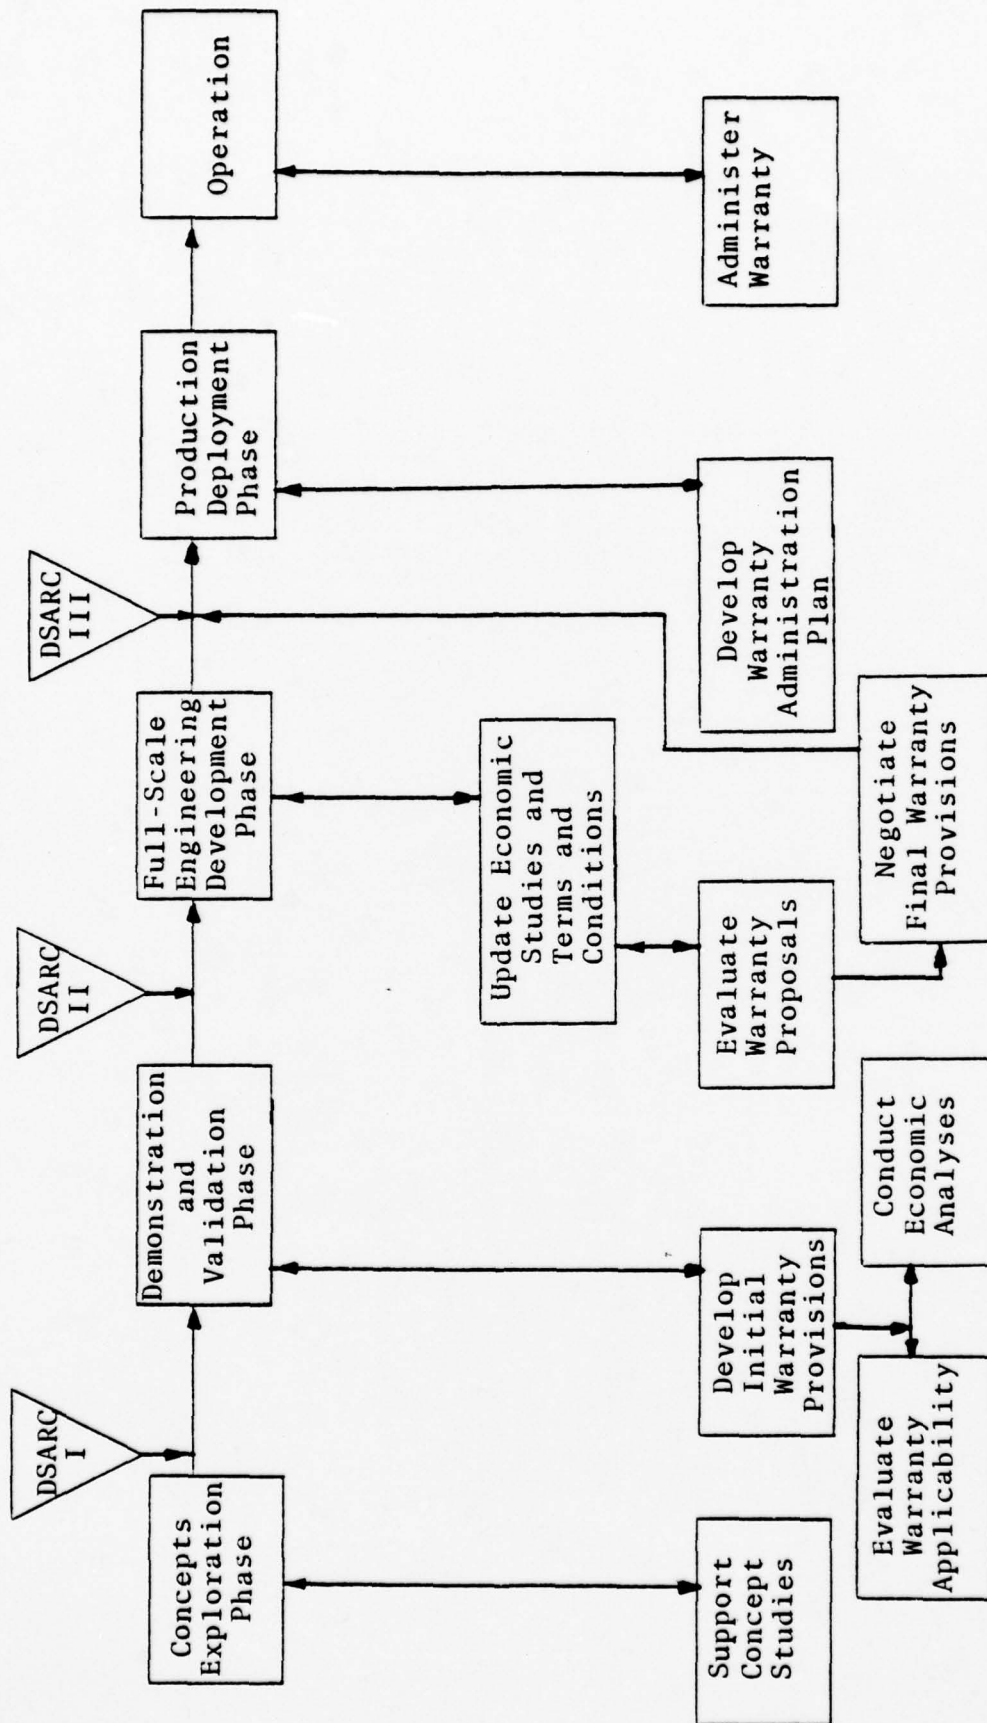 DSARC
I
DSARC
II
DSARC
III
Concepts
Exploration
Phase
Demonstration
and
Validation
Phase
Full-Scale
Engineering
Development
Phase
Production
Deployment
Phase
Operation
Update Economic
Studies and
Terms and
Conditions
Support
Concept
Studies
Develop
Initial
Warranty
Provisions
Evaluate
Warranty
Proposals
Develop
Warranty
Administration
Plan
Administer
Warranty
Evaluate
Warranty
Applicability
Conduct
Economic
Analyses
Negotiate
Final Warranty
Provisions